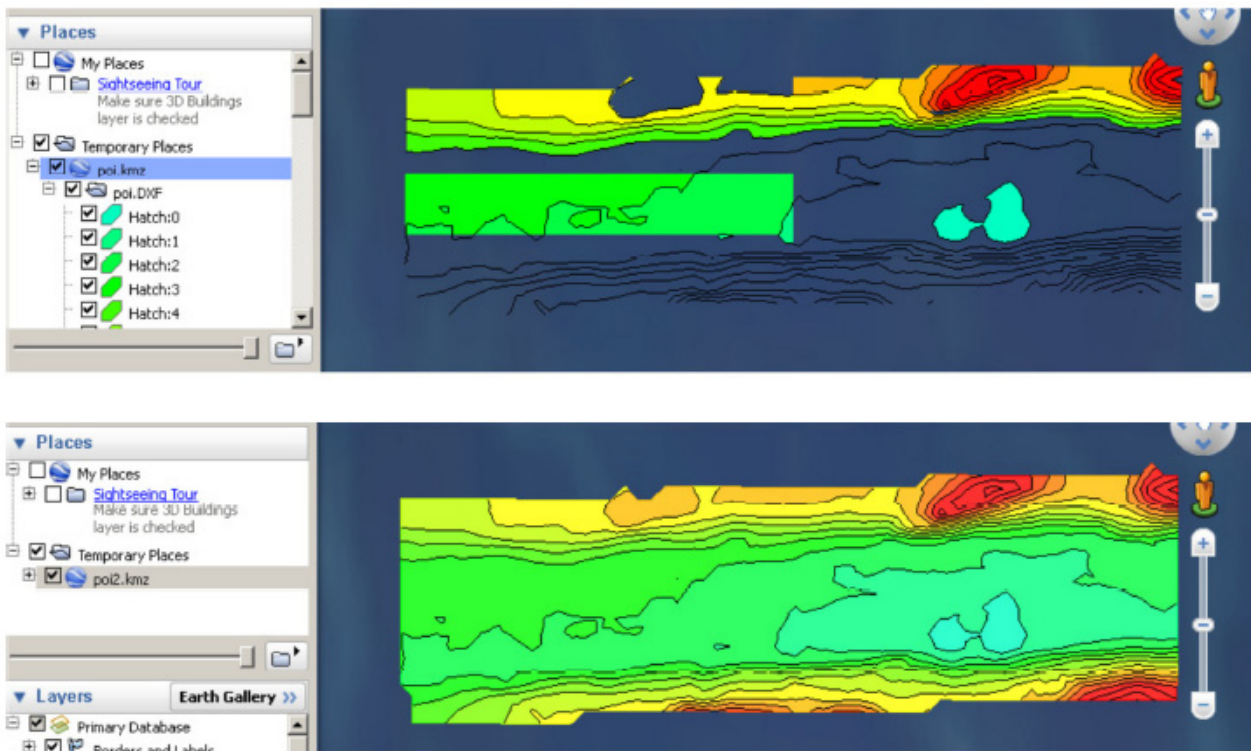 Places
My Places
Sightseeing Tour
Make sure 3D Buildings
layer is checked
Temporary Places
poi.kmz
poi.DXF
Hatch:0
Hatch:1
Hatch:2
Hatch:3
Hatch:4
Places
My Places
Sightseeing Tour
Make sure 3D Buildings
layer is checked
Temporary Places
poi2.kmz
Layers
Earth Gallery >>
Primary Database
Borders and Labels